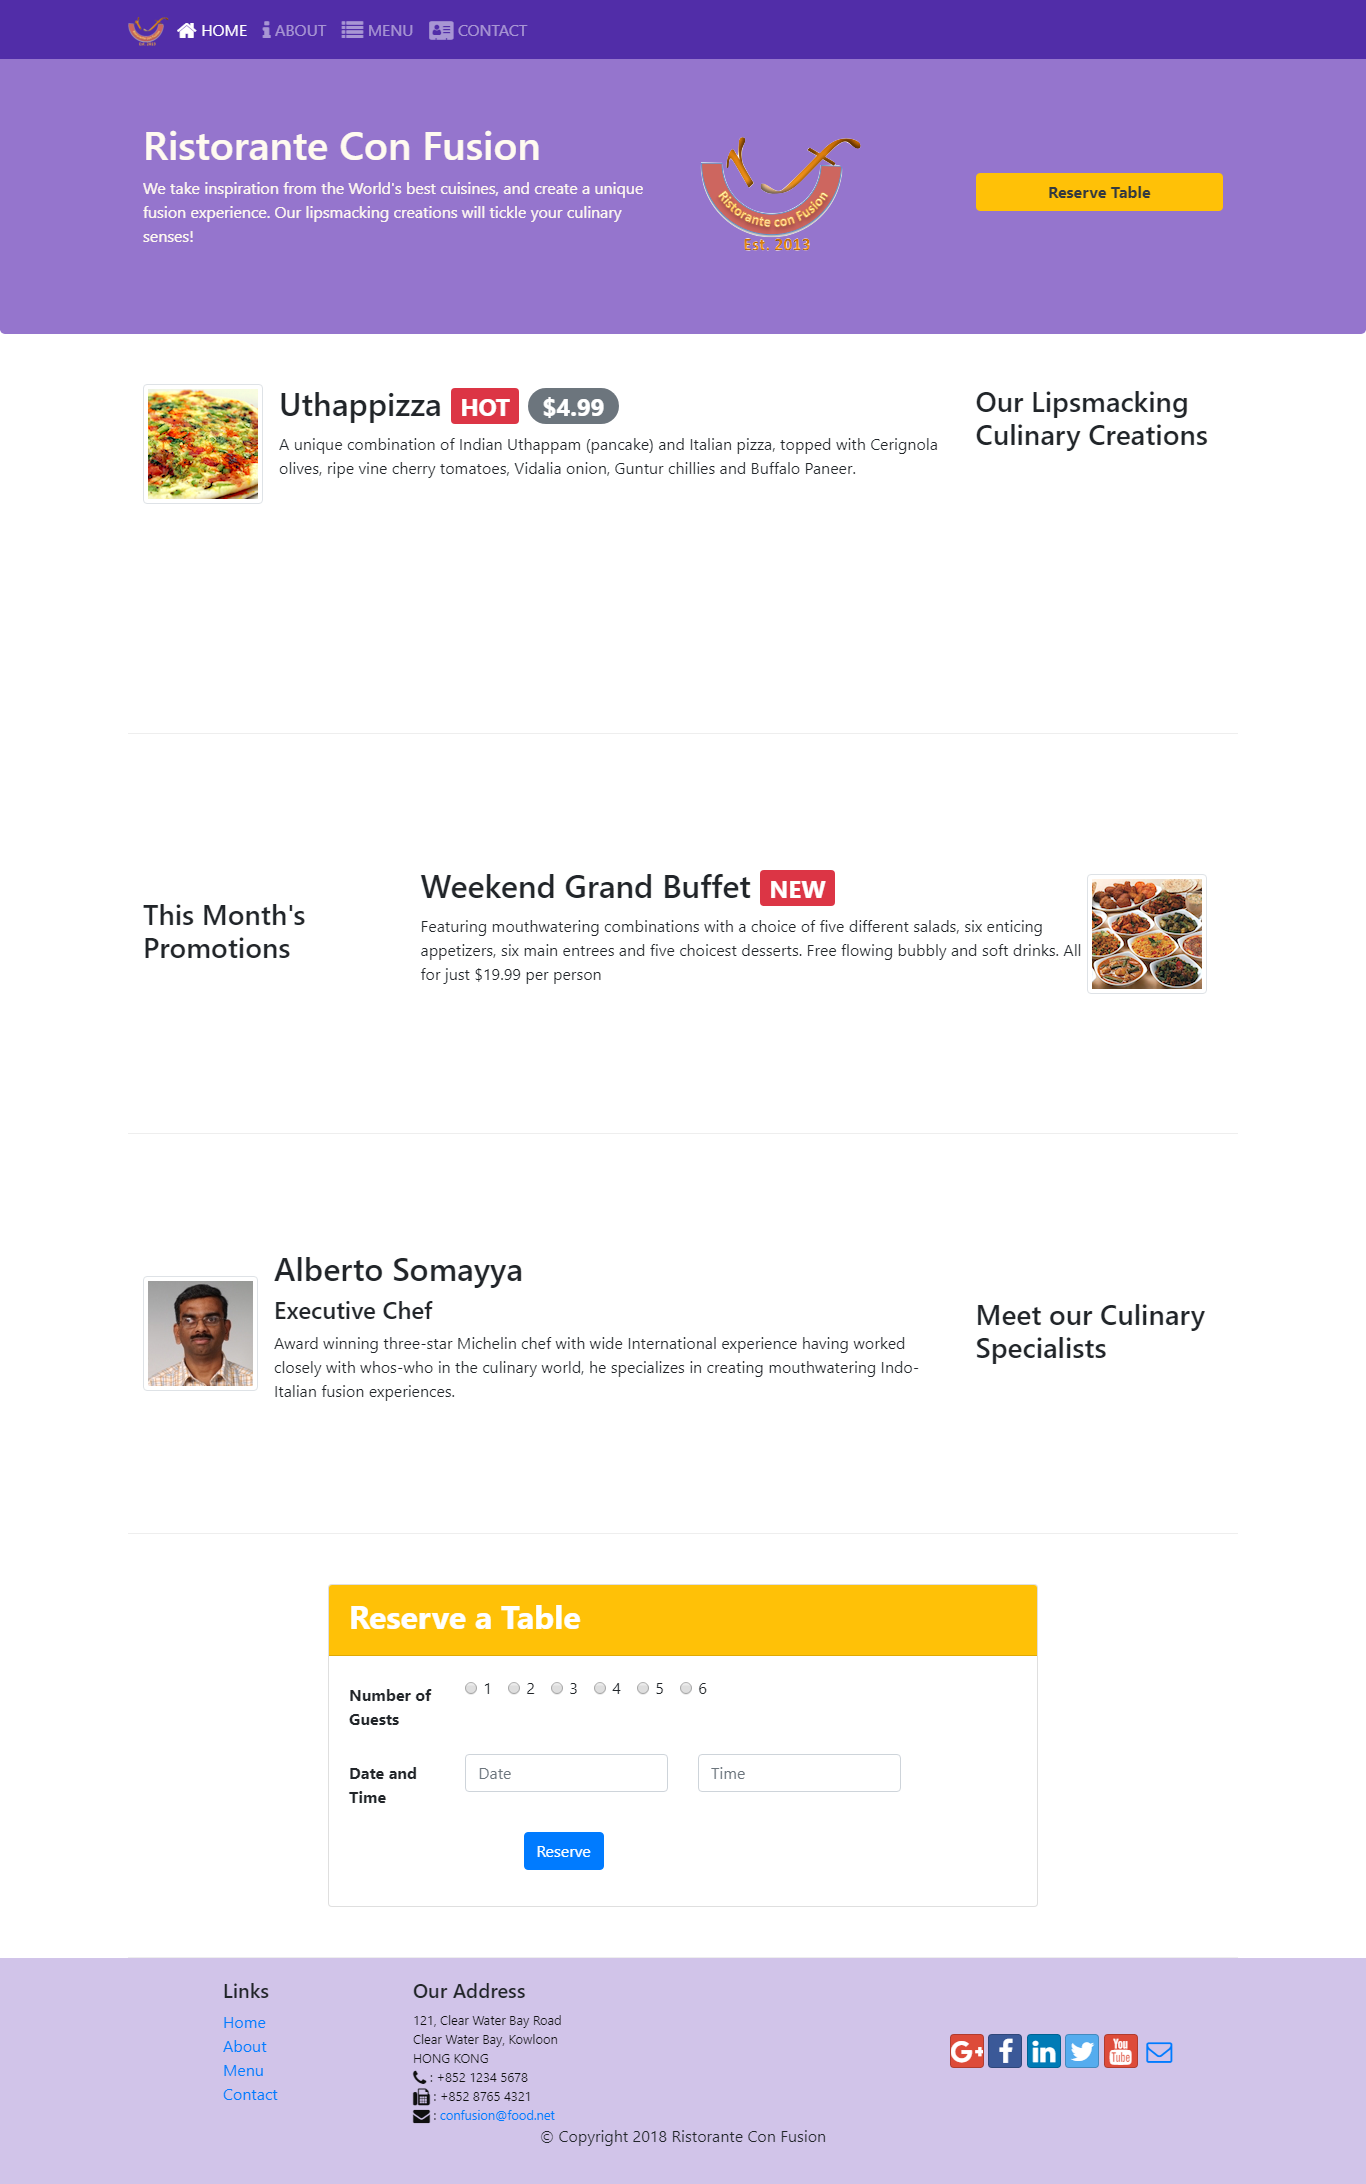 HOME ABOUT MENU CONTACT
Ristorante Con Fusion
We take inspiration from the World's best cuisines, and create a unique
fusion experience. Our lipsmacking creations will tickle your culinary
senses!
Ristorante con Fusion
Est. 2013
Reserve Table
Uthappizza HOT $4.99
A unique combination of Indian Uthappam (pancake) and Italian pizza, topped with Cerignola
olives, ripe vine cherry tomatoes, Vidalia onion, Guntur chillies and Buffalo Paneer.
Our Lipsmacking
Culinary Creations
This Month's
Promotions
Weekend Grand Buffet NEW
Featuring mouthwatering combinations with a choice of five different salads, six enticing
appetizers, six main entrees and five choicest desserts. Free flowing bubbly and soft drinks. All
for just $19.99 per person
Alberto Somayya
Executive Chef
Award winning three-star Michelin chef with wide International experience having worked
closely with whos-who in the culinary world, he specializes in creating mouthwatering Indo-
Italian fusion experiences.
Meet our Culinary
Specialists
Reserve a Table
Number of
Guests
1 2 3 4 5 6
Date and
Time
Date
Time
Reserve
Links
Home
About
Menu
Contact
Our Address
121, Clear Water Bay Road
Clear Water Bay, Kowloon
HONG KONG
: +852 1234 5678
: +852 8765 4321
: confusion@food.net
G+ f in You Tube
© Copyright 2018 Ristorante Con Fusion